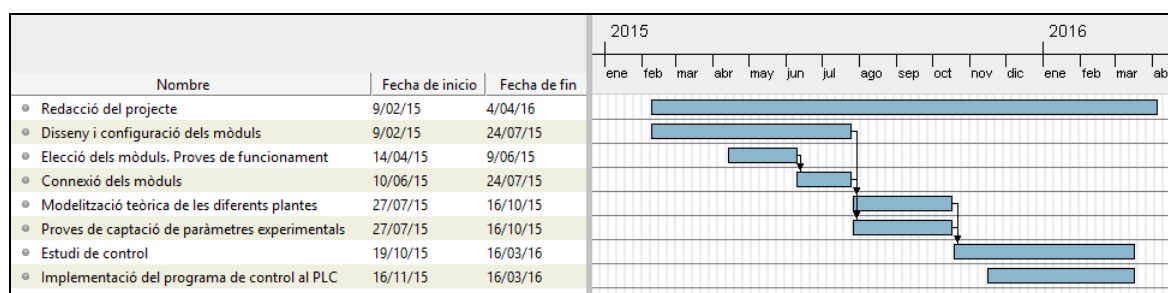 2015 2016
ene feb mar abr may jun jul ago sep oct nov dic ene feb mar ab
Nombre Fecha de inicio Fecha de fin
Redacció del projecte 9/02/15 4/04/16
Disseny i configuració dels mòduls 9/02/15 24/07/15
Elecció dels mòduls. Proves de funcionament 14/04/15 9/06/15
Connexió dels mòduls 10/06/15 24/07/15
Modelització teòrica de les diferents plantes 27/07/15 16/10/15
Proves de captació de paràmetres experimentals 27/07/15 16/10/15
Estudi de control 19/10/15 16/03/16
Implementació del programa de control al PLC 16/11/15 16/03/16